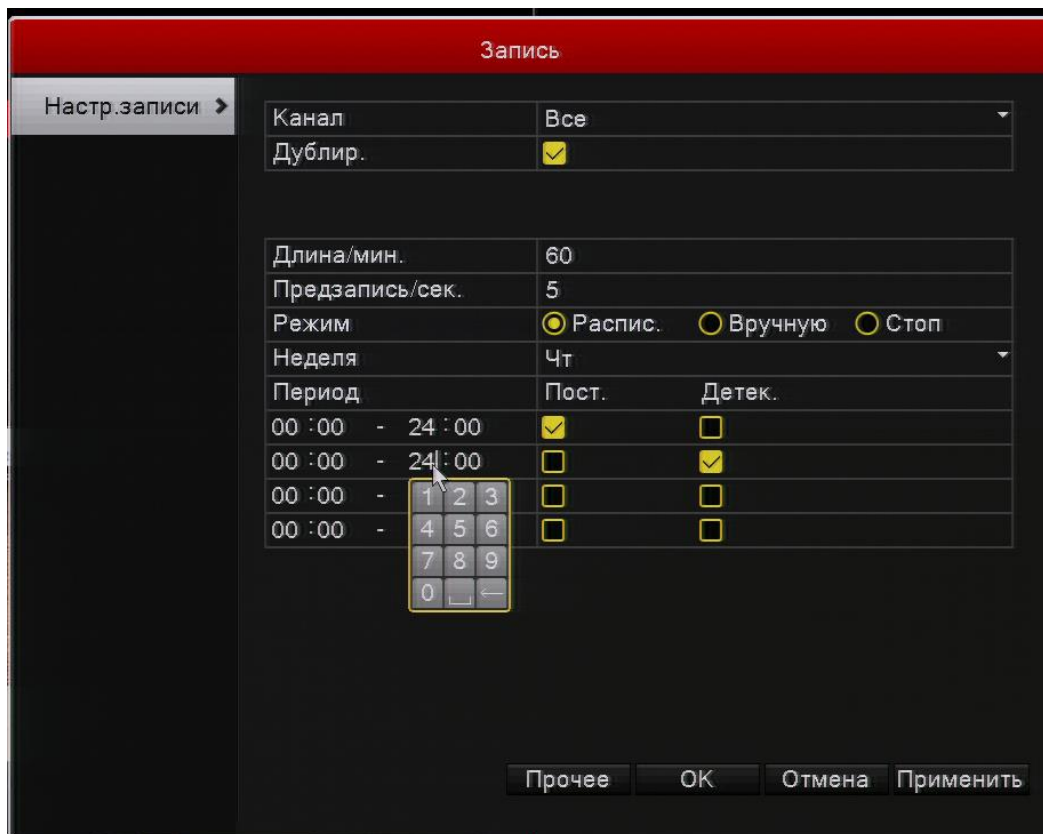 Запись
Настр.записи
Канал Все
Дублир.
Длина/мин. 60
Предзапись/сек. 5
Режим Распис. Вручную Стоп
Неделя Чт
Период Пост. Детек.
00 :00 - 24 :00
00 :00 - 24 :00
00 :00 - 1 2 3
00 :00 - 4 5 6
7 8 9
0
Прочее OK Отмена Применить